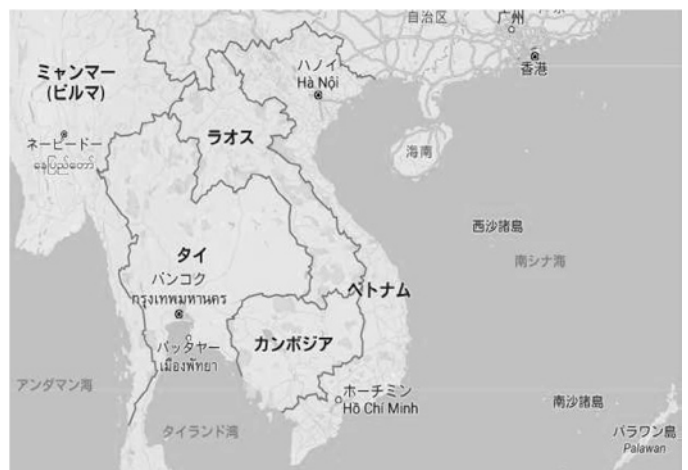 自治区
广州
香港
ミャンマー
(ビルマ)
ハノイ
Hà Nội
ラオス
海南
ネーピードー
နေပြည်တော်
西沙諸島
南シナ海
タイ
バンコク
กรุงเทพมหานคร
ベトナム
パッタヤー
เมืองพัทยา
カンボジア
アンダマン海
ホーチミン
Hồ Chí Minh
南沙諸島
タイランド湾
パラワン島
Palawan